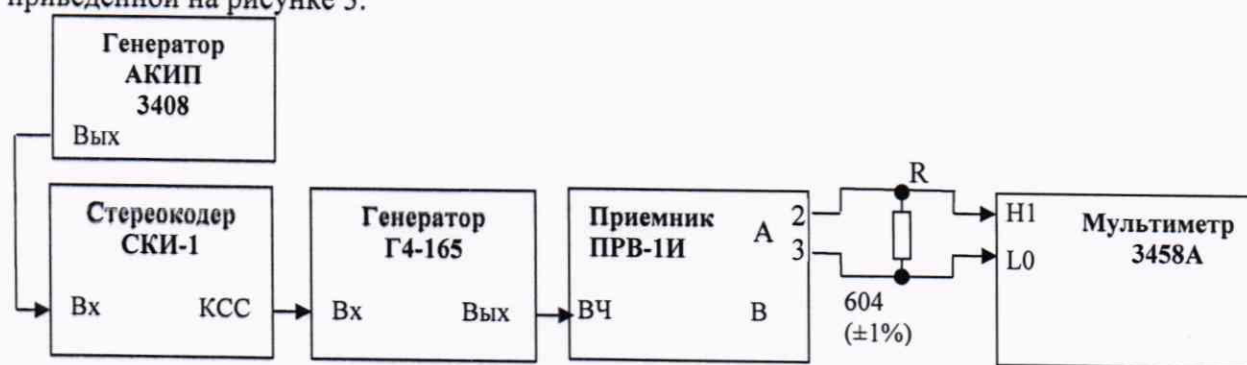 приведенной на рисунке 3.
Генератор
АКИП
3408
Вых
Стереокодер
СКИ-1
Вх КСС
Генератор
Г4-165
Вх Вых
Приемник
ПРВ-1И
А 2
3
ВЧ В
R
604
(±1%)
H1
L0
Мультиметр
3458А